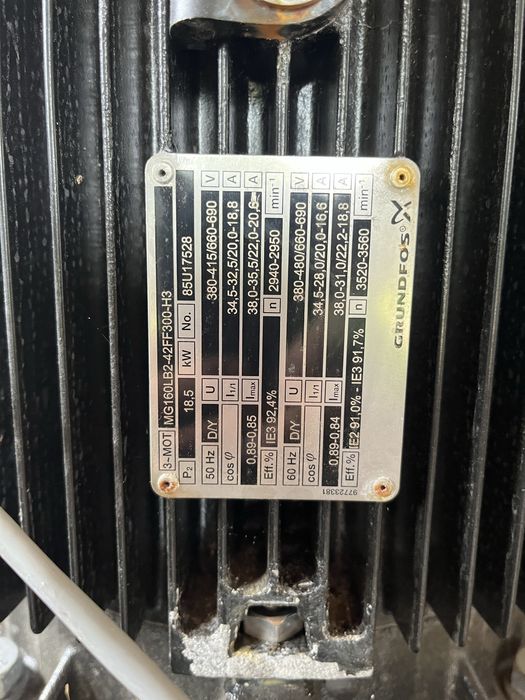 3~MOT MG160LB2-42FF300-H3
P2 18,5 kW No. 85U17528
50 Hz D/Y U 380-415/660-690 V
cos φ I1/1 34,5-32,5/20,0-18,8 A
0,89-0,85 Imax 38,0-35,5/22,0-20,6 A
Eff.% IE3 92,4% n 2940-2950 min⁻¹
60 Hz D/Y U 380-480/660-690 V
cos φ I1/1 34,5-28,0/20,0-16,6 A
0,89-0,84 Imax 38,0-31,0/22,2-18,8 A
Eff.% IE2 91,0% - IE3 91,7% n 3520-3560 min⁻¹
97723381
GRUNDFOS